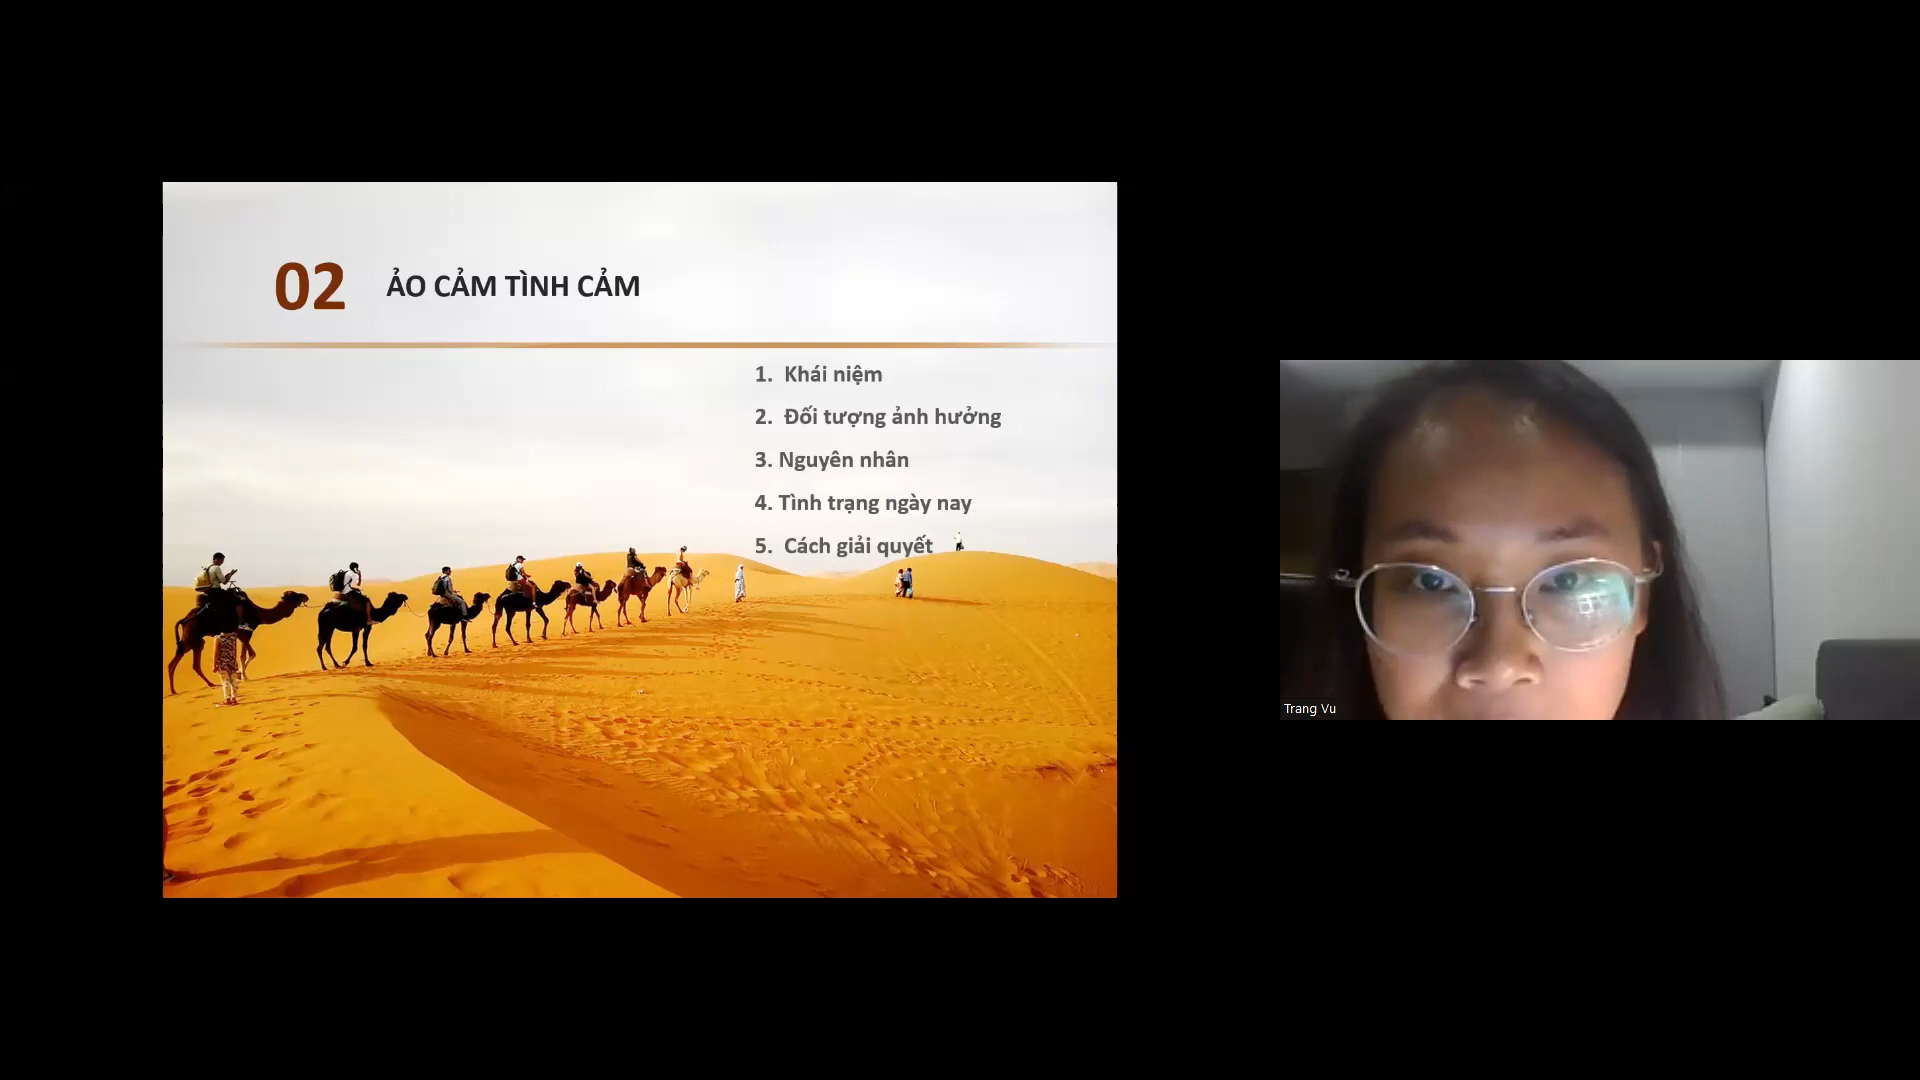 02 ẢO CẢM TÌNH CẢM
1. Khái niệm
2. Đối tượng ảnh hưởng
3. Nguyên nhân
4. Tình trạng ngày nay
5. Cách giải quyết
Trang Vu